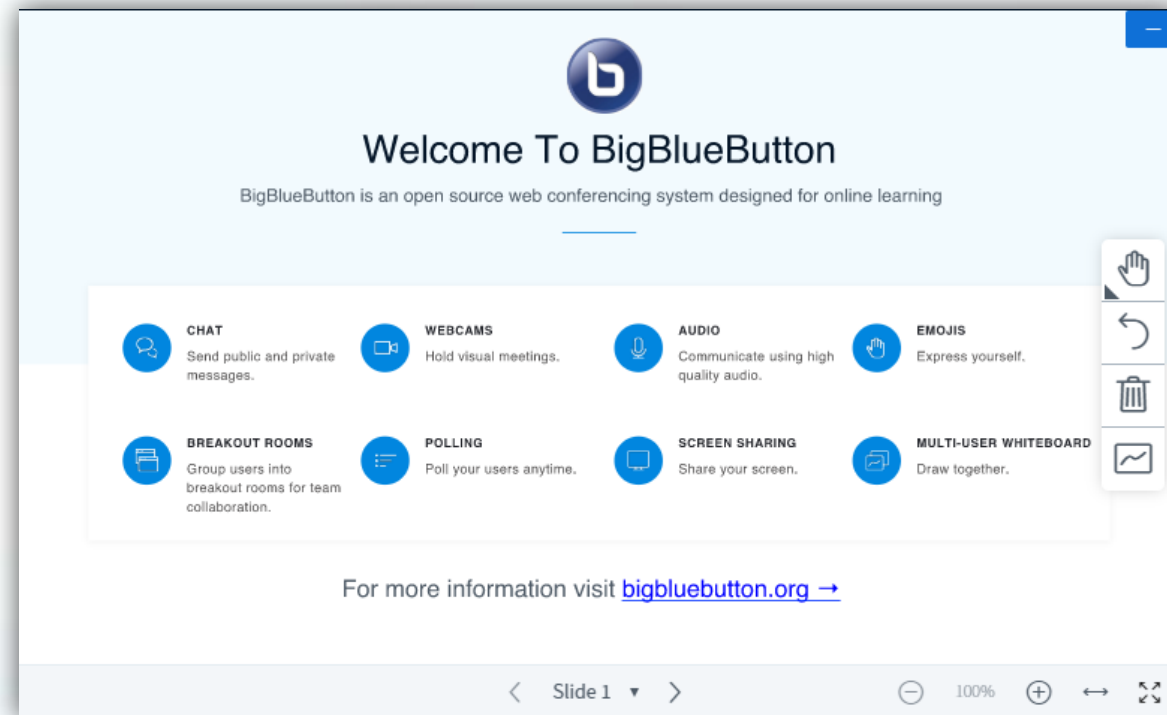 Welcome To BigBlueButton
BigBlueButton is an open source web conferencing system designed for online learning
CHAT
Send public and private
messages.
WEBCAMS
Hold visual meetings.
AUDIO
Communicate using high
quality audio.
EMOJIS
Express yourself.
BREAKOUT ROOMS
Group users into
breakout rooms for team
collaboration.
POLLING
Poll your users anytime.
SCREEN SHARING
Share your screen.
MULTI-USER WHITEBOARD
Draw together.
For more information visit bigbluebutton.org →
Slide 1
100%